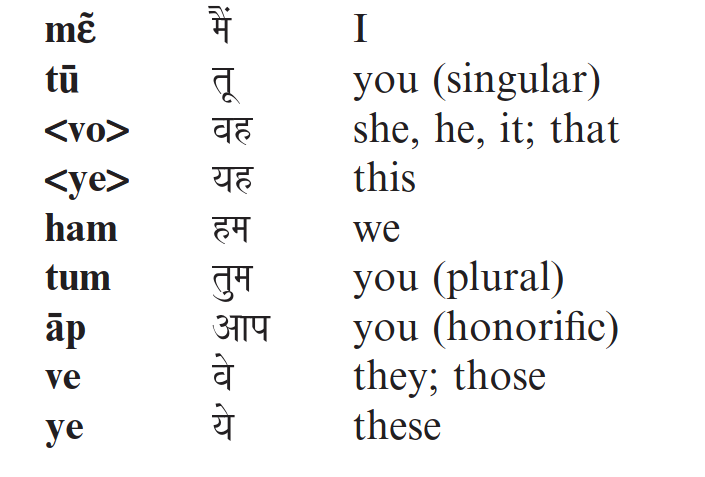 mɛ̃ मैं I
tū तू you (singular)
<vo> वह she, he, it; that
<ye> यह this
ham हम we
tum तुम you (plural)
āp आप you (honorific)
ve वे they; those
ye ये these